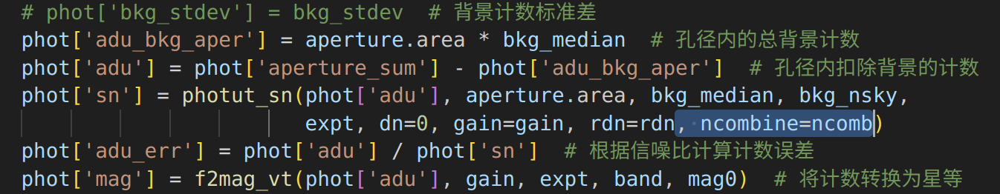 # phot['bkg_stdev'] = bkg_stdev  # 背景计数标准差
phot['adu_bkg_aper'] = aperture.area * bkg_median  # 孔径内的总背景计数
phot['adu'] = phot['aperture_sum'] - phot['adu_bkg_aper']  # 孔径内扣除背景的计数
phot['sn'] = photut_sn(phot['adu'], aperture.area, bkg_median, bkg_nsky,
                       expt, dn=0, gain=gain, rdn=rdn, ncombine=ncomb)
phot['adu_err'] = phot['adu'] / phot['sn']  # 根据信噪比计算计数误差
phot['mag'] = f2mag_vt(phot['adu'], gain, expt, band, mag0)  # 将计数转换为星等